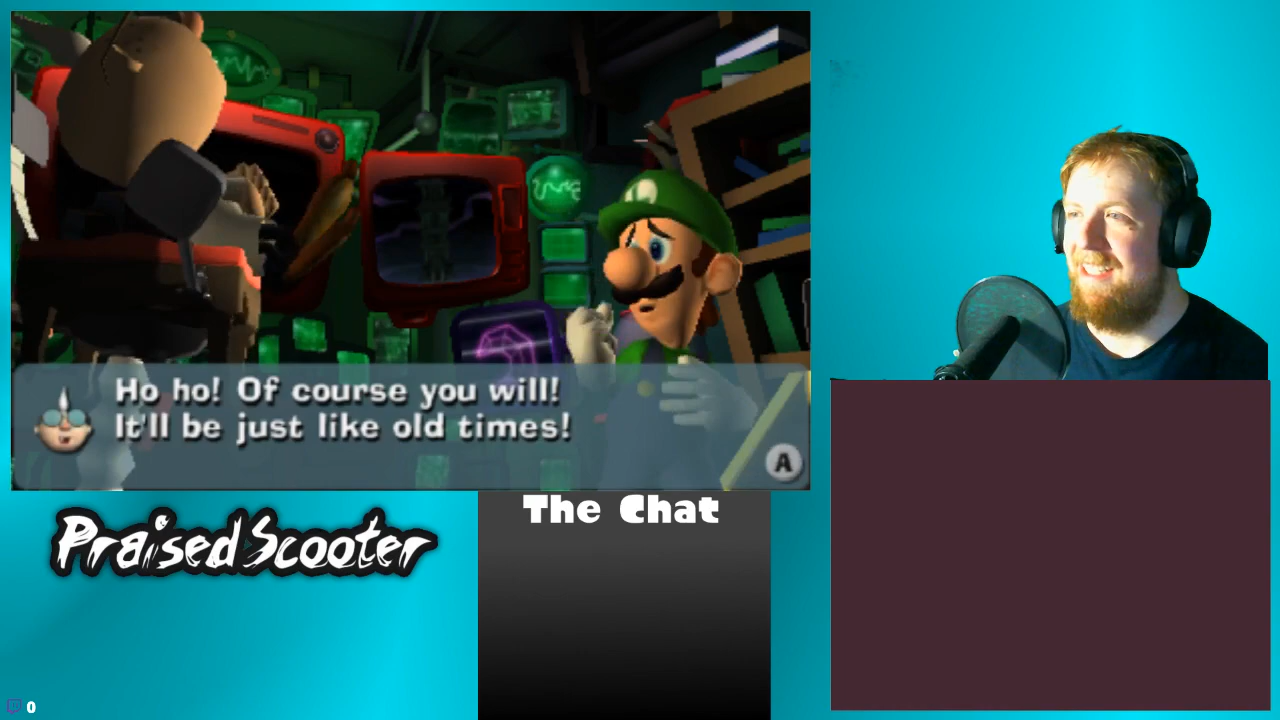 Ho ho! Of course you will!
It'll be just like old times!
A
The Chat
PraisedScooter
0